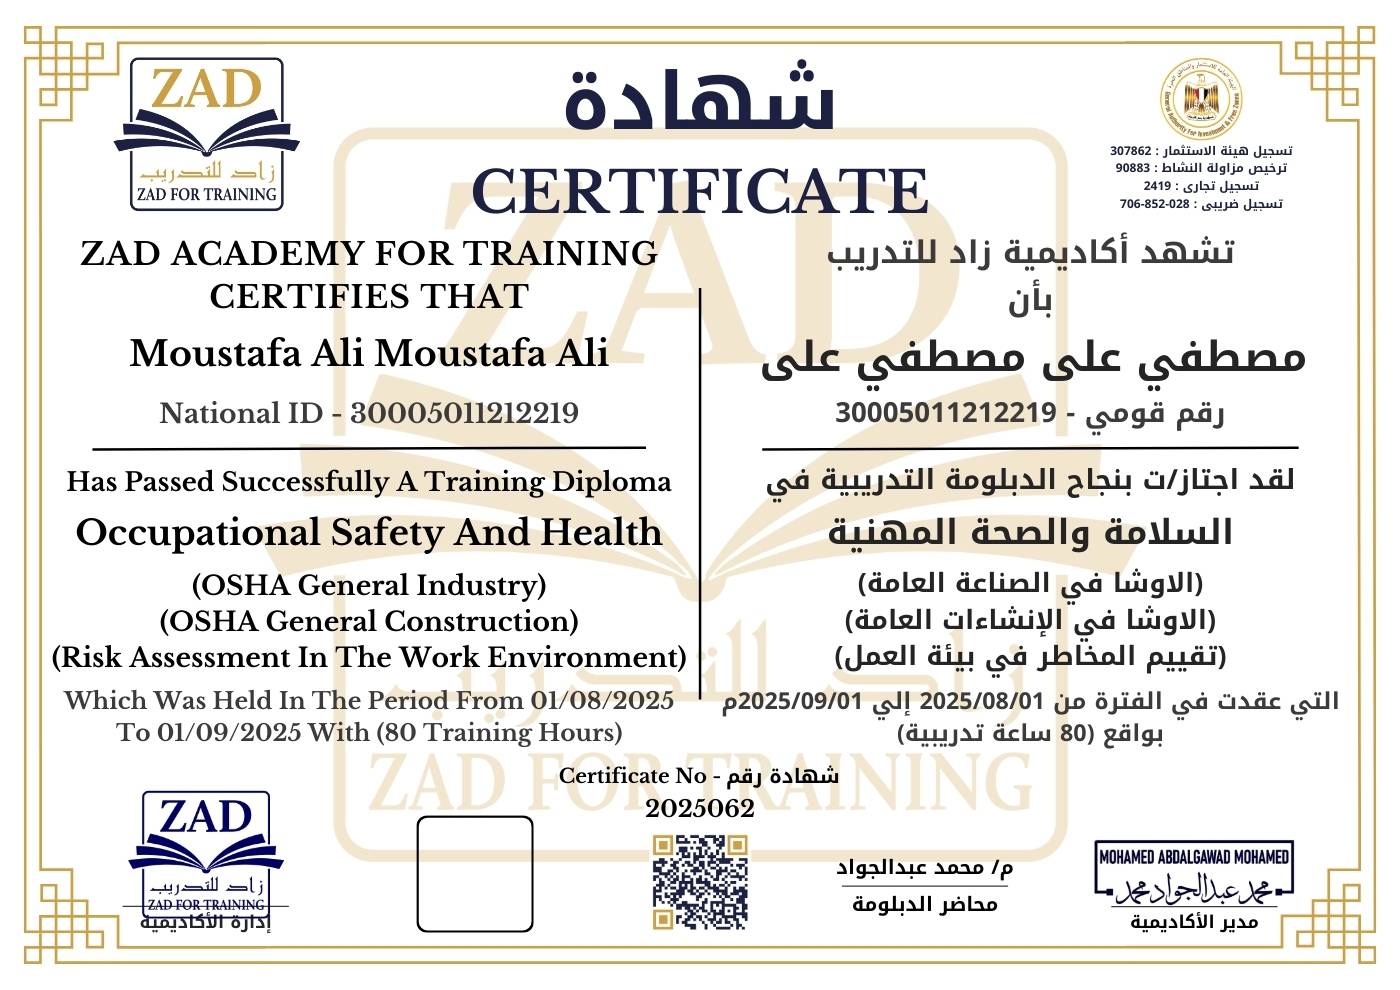 ZAD
زاد للتدريب
ZAD FOR TRAINING
شهادة
CERTIFICATE
الهيئة العامة للاستثمار والمناطق الحرة
General Authority For Investment & Free Zones
تسجيل هيئة الاستثمار : 307862
ترخيص مزاولة النشاط : 90883
تسجيل تجارى : 2419
تسجيل ضريبى : 028-852-706
ZAD ACADEMY FOR TRAINING
CERTIFIES THAT
Moustafa Ali Moustafa Ali
National ID - 30005011212219
Has Passed Successfully A Training Diploma
Occupational Safety And Health
(OSHA General Industry)
(OSHA General Construction)
(Risk Assessment In The Work Environment)
Which Was Held In The Period From 01/08/2025
To 01/09/2025 With (80 Training Hours)
تشهد أكاديمية زاد للتدريب
بأن
مصطفي على مصطفي على
رقم قومي - 30005011212219
لقد اجتاز/ت بنجاح الدبلومة التدريبية في
السلامة والصحة المهنية
(الاوشا في الصناعة العامة)
(الاوشا في الإنشاءات العامة)
(تقييم المخاطر في بيئة العمل)
التي عقدت في الفترة من 2025/08/01 إلي 2025/09/01م
بواقع (80 ساعة تدريبية)
ZAD
زاد للتدريب
ZAD FOR TRAINING
Certificate No - شهادة رقم
2025062
ZAD
زاد للتدريب
ZAD FOR TRAINING
إدارة الأكاديمية
م/ محمد عبدالجواد
محاضر الدبلومة
MOHAMED ABDALGAWAD MOHAMED
محمد عبدالجواد محمد
مدير الأكاديمية